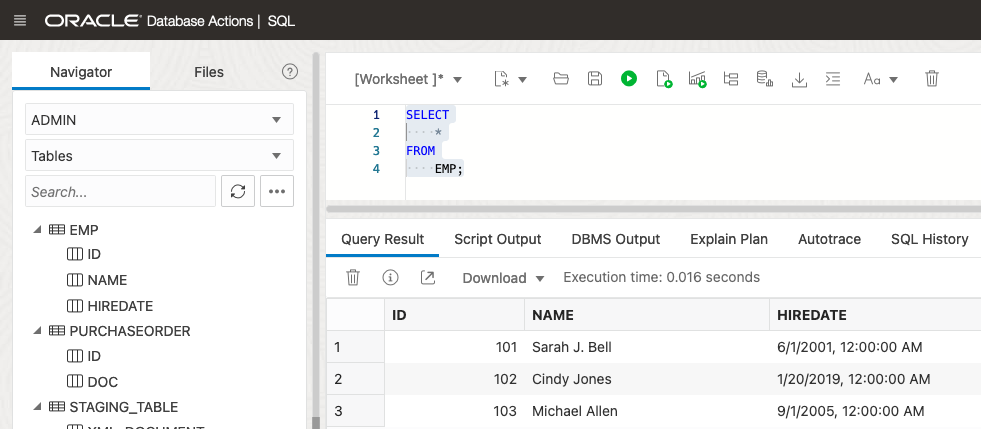 ORACLE Database Actions | SQL
Navigator
Files
?
ADMIN
Tables
Search...
EMP
ID
NAME
HIREDATE
PURCHASEORDER
ID
DOC
STAGING_TABLE
XML_DOCUMENT
[Worksheet ]*
Aa
1 SELECT
2 *
3 FROM
4 EMP;
Query Result Script Output DBMS Output Explain Plan Autotrace SQL History
Download Execution time: 0.016 seconds
ID NAME HIREDATE
1 101 Sarah J. Bell 6/1/2001, 12:00:00 AM
2 102 Cindy Jones 1/20/2019, 12:00:00 AM
3 103 Michael Allen 9/1/2005, 12:00:00 AM